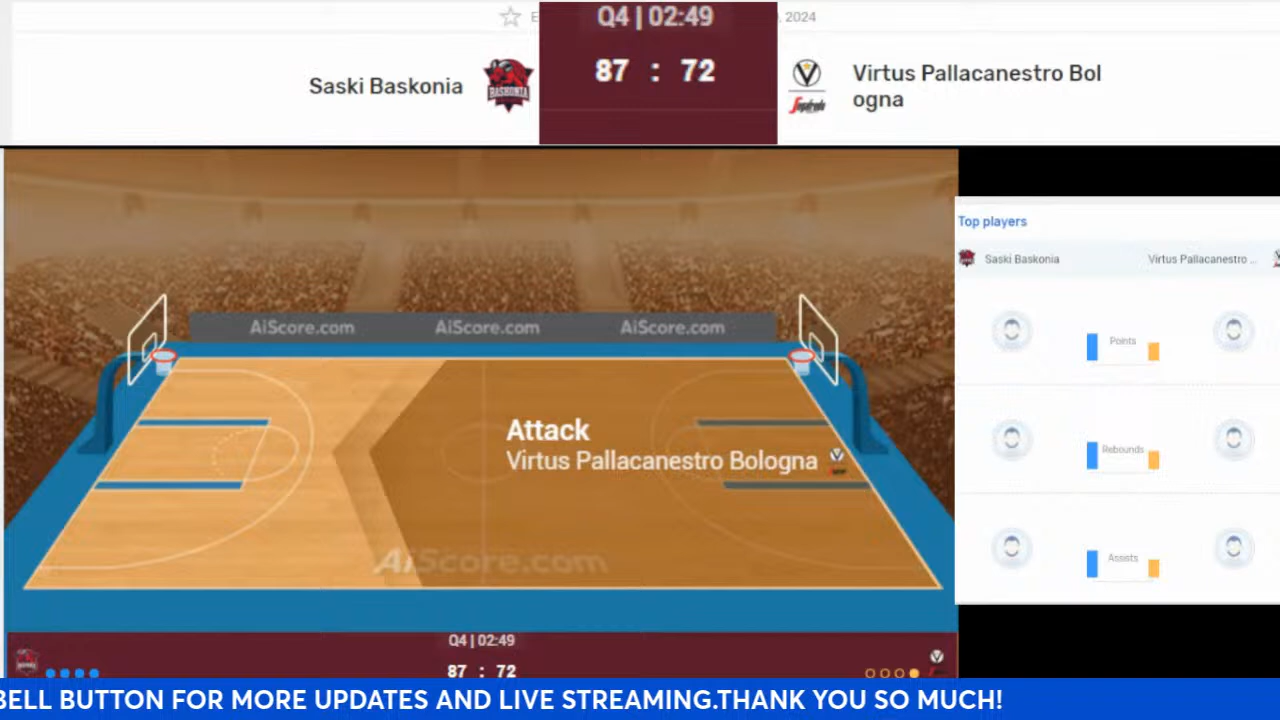 Q4 | 02:49
, 2024
87 : 72
Saski Baskonia
BASKONIA
Virtus Pallacanestro Bol
ogna
Top players
Saski Baskonia
Virtus Pallacanestro ...
AiScore.com
AiScore.com
AiScore.com
Points
Attack
Virtus Pallacanestro Bologna
Rebounds
AiScore.com
Assists
Q4 | 02:49
87 : 72
BELL BUTTON FOR MORE UPDATES AND LIVE STREAMING.THANK YOU SO MUCH!